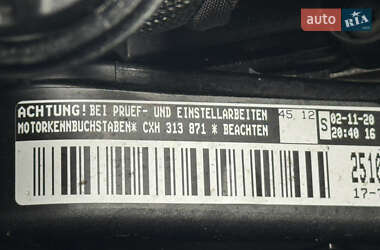 auto RIA.com
ACHTUNG! BEI PRUEF- UND EINSTELLARBEITEN
MOTORKENNBUCHSTABEN* CXH 313 871 * BEACHTEN
45 12
S
02-11-20
20:40 16